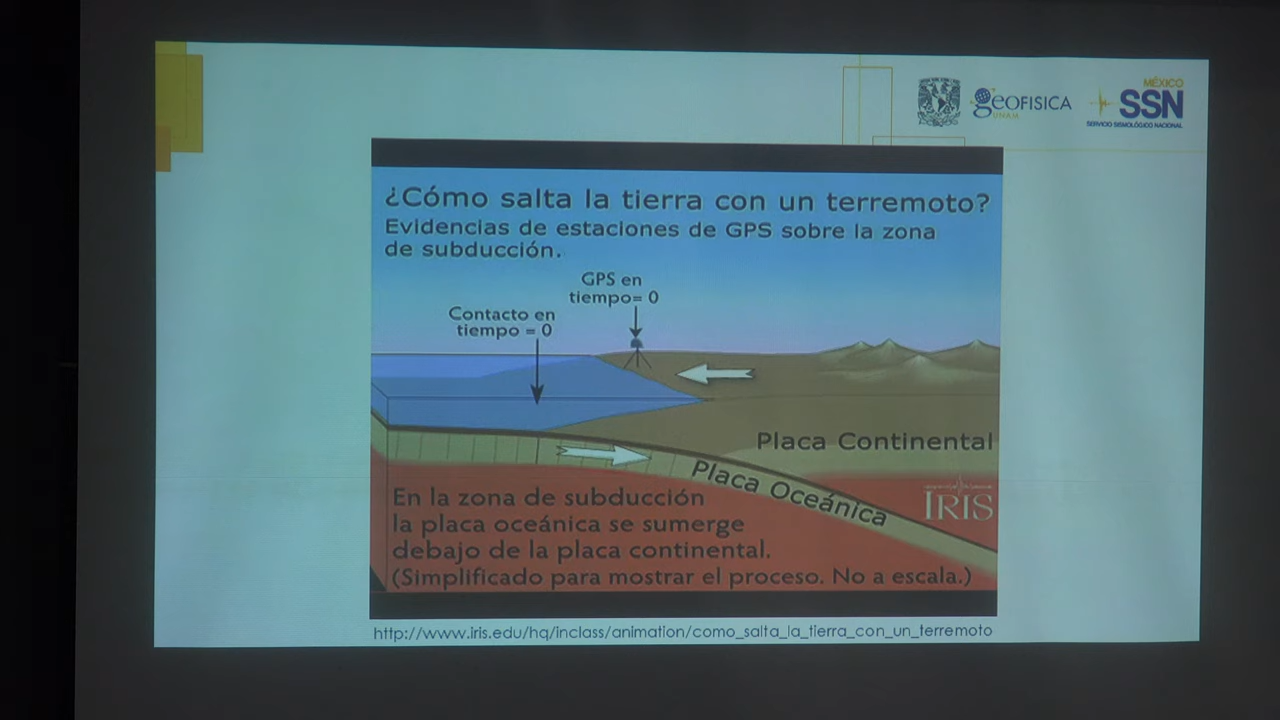 GEOFISICA
UNAM
MÉXICO
SSN
SERVICIO SISMOLÓGICO NACIONAL
¿Cómo salta la tierra con un terremoto?
Evidencias de estaciones de GPS sobre la zona
de subducción.
GPS en
tiempo= 0
Contacto en
tiempo = 0
Placa Continental
Placa Oceánica
IRIS
En la zona de subducción
la placa oceánica se sumerge
debajo de la placa continental.
(Simplificado para mostrar el proceso. No a escala.)
http://www.iris.edu/hq/inclass/animation/como_salta_la_tierra_con_un_terremoto